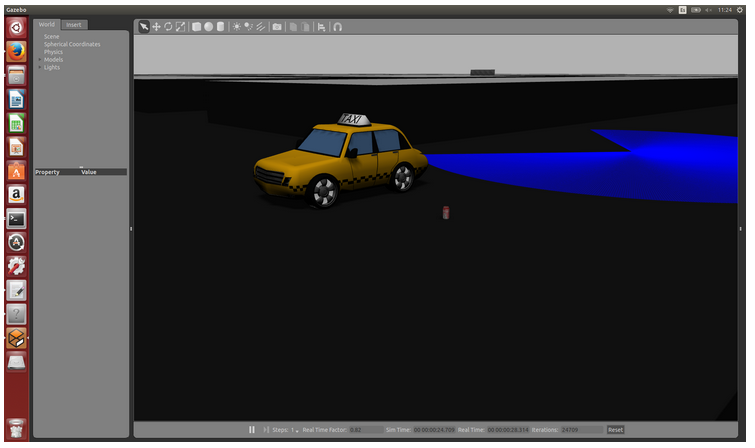 Gazebo
Es
11:24
World Insert
Scene
Spherical Coordinates
Physics
Models
Lights
Property Value
TAXI
Steps: 1 Real Time Factor: 0.82 Sim Time: 00 00:00:24.709 Real Time: 00 00:00:28.314 Iterations: 24709 Reset